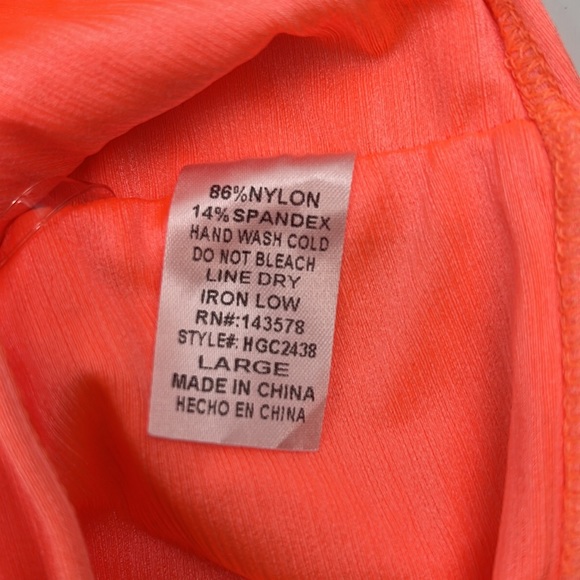 86%NYLON
14%SPANDEX
HAND WASH COLD
DO NOT BLEACH
LINE DRY
IRON LOW
RN#:143578
STYLE#: HGC2438
LARGE
MADE IN CHINA
HECHO EN CHINA